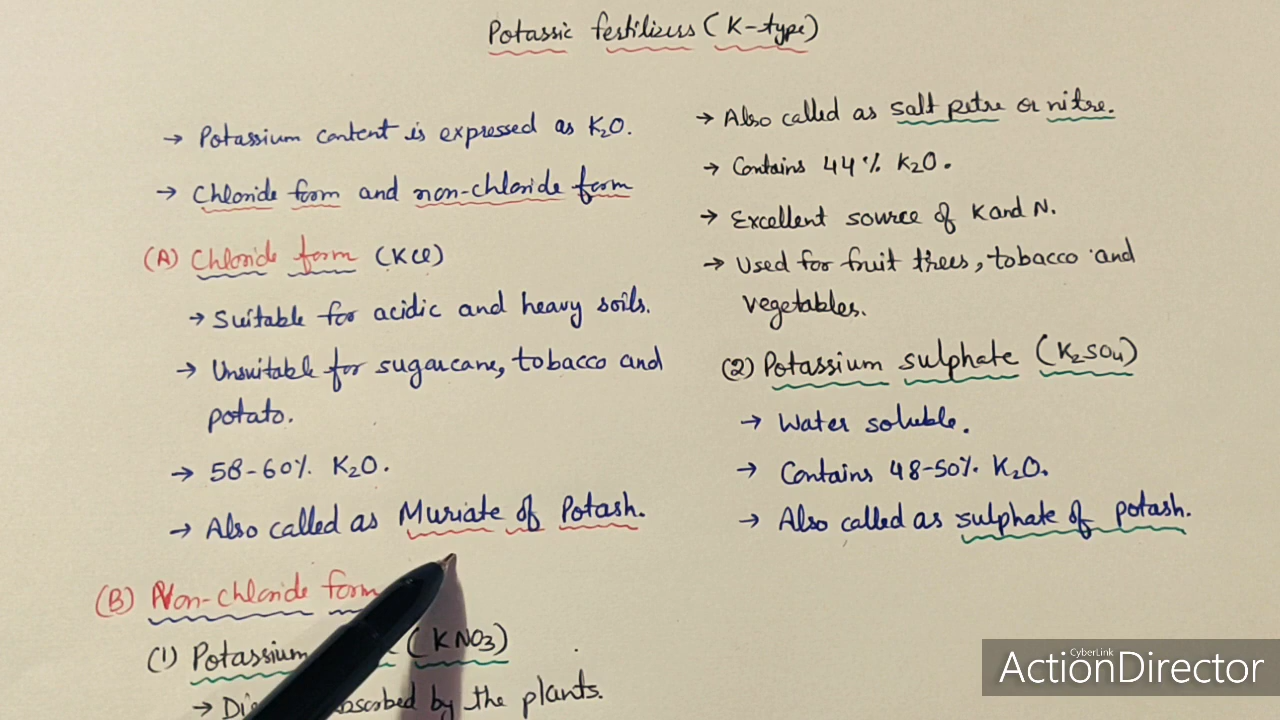 Potassic fertilizers (K-type)
→ Potassium content is expressed as K₂O.
→ Chloride form and non-chloride form
(A) Chloride form (KCl)
→ Suitable for acidic and heavy soils.
→ Unsuitable for sugarcane, tobacco and
potato.
→ 58-60% K₂O.
→ Also called as Muriate of Potash.
(B) Non-chloride form
(1) Potassium (KNO₃)
→ by the plants.
→ Also called as salt petre or nitre.
→ Contains 44% K₂O.
→ Excellent source of K and N.
→ Used for fruit trees, tobacco and
vegetables.
(2) Potassium sulphate (K₂SO₄)
→ Water soluble.
→ Contains 48-50% K₂O.
→ Also called as sulphate of potash.
CyberLink
ActionDirector